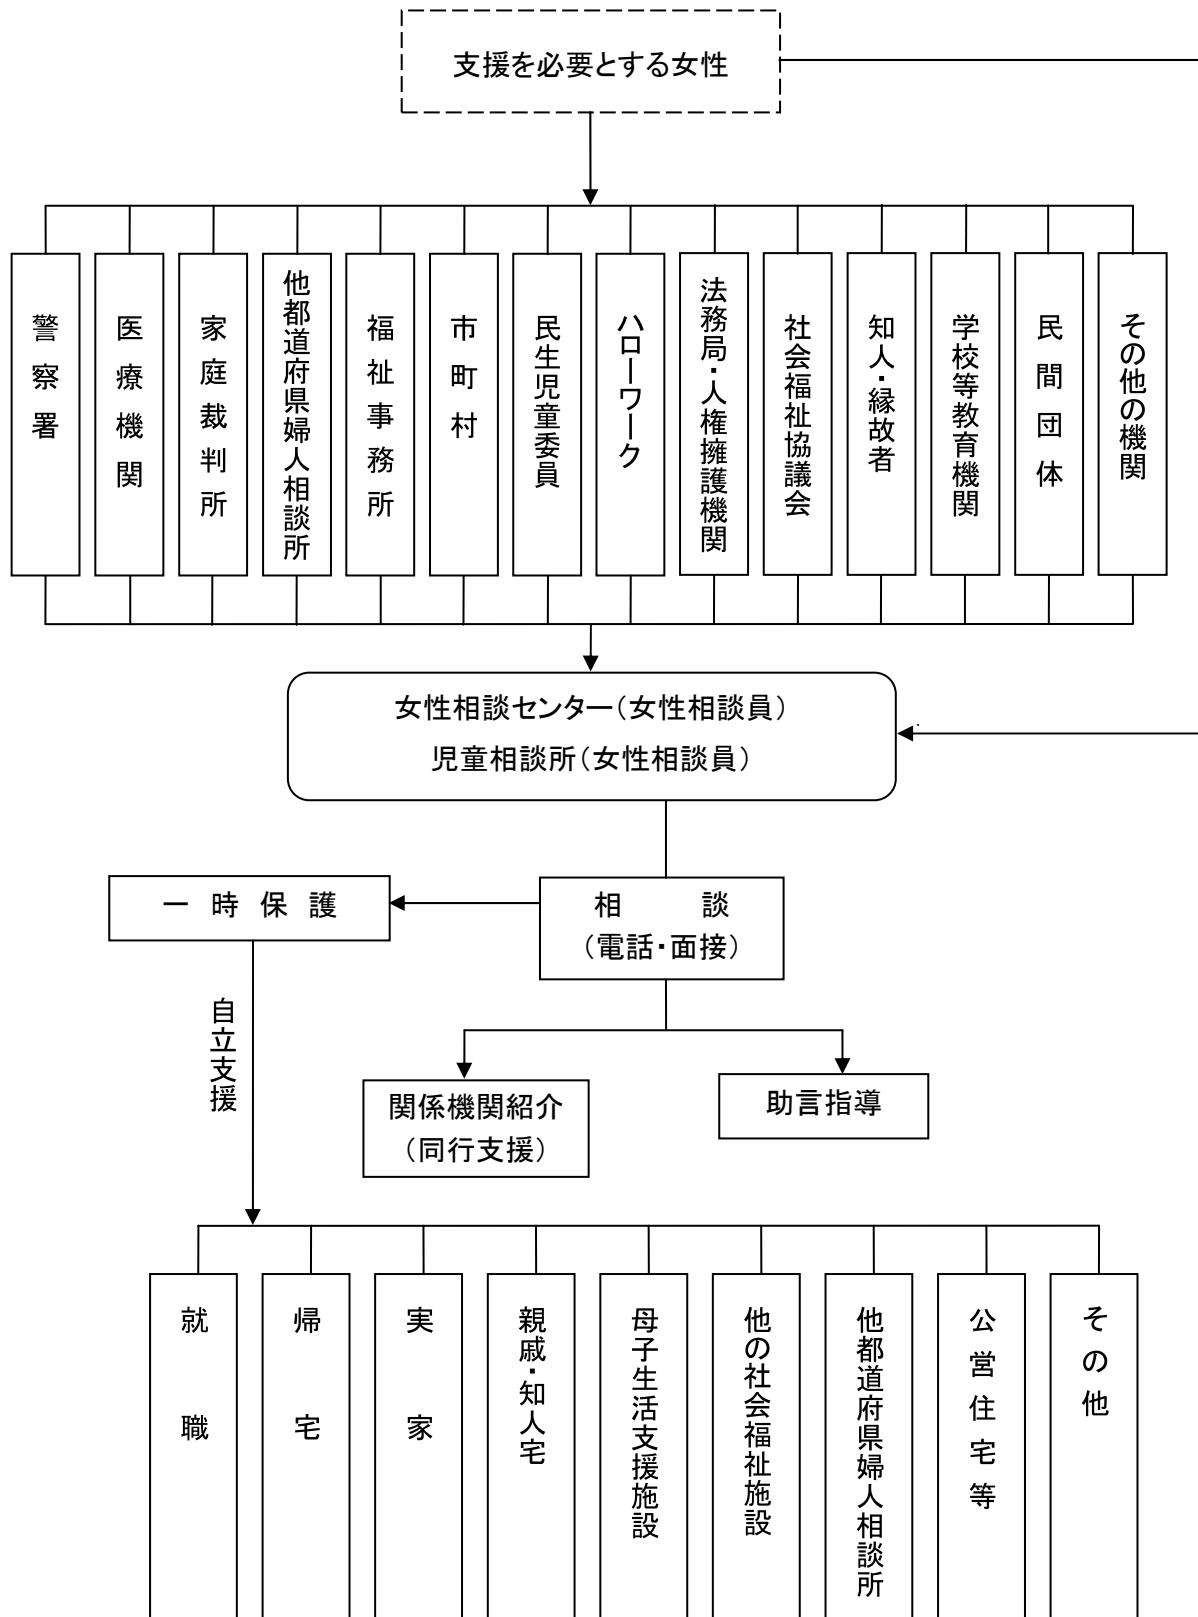 支援を必要とする女性
警察署
医療機関
家庭裁判所
他都道府県婦人相談所
福祉事務所
市町村
民生児童委員
ハローワーク
法務局・人権擁護機関
社会福祉協議会
知人・縁故者
学校等教育機関
民間団体
その他の機関
女性相談センター(女性相談員)
児童相談所(女性相談員)
相談
(電話・面接)
一時保護
自立支援
関係機関紹介
(同行支援)
助言指導
就職
帰宅
実家
親戚・知人宅
母子生活支援施設
他の社会福祉施設
他都道府県婦人相談所
公営住宅等
その他